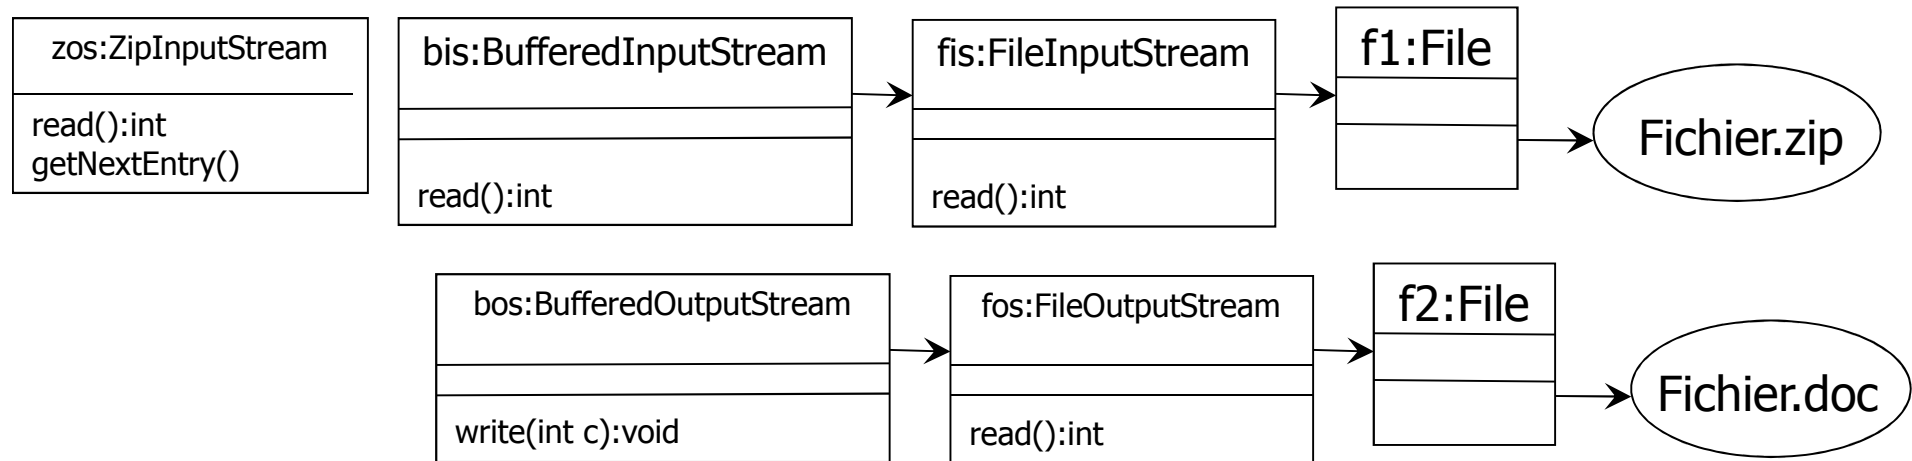 zos:ZipInputStream
read():int
getNextEntry()
bis:BufferedInputStream
read():int
fis:FileInputStream
read():int
f1:File
Fichier.zip
bos:BufferedOutputStream
write(int c):void
fos:FileOutputStream
read():int
f2:File
Fichier.doc